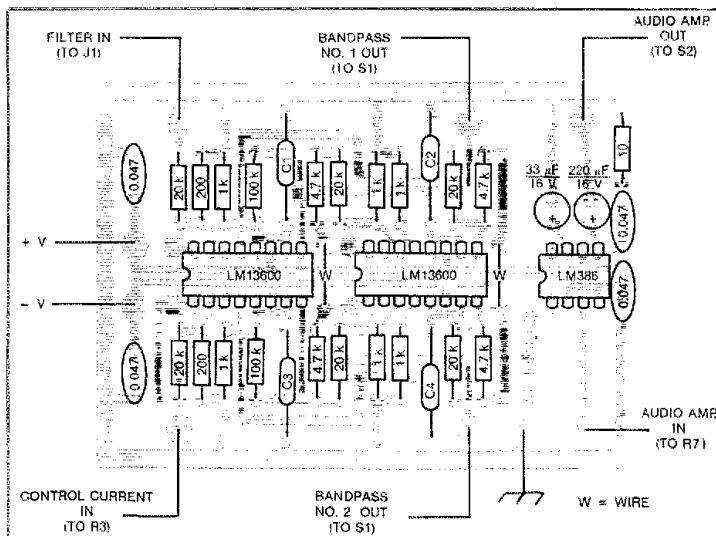 FILTER IN
(TO J1)
BANDPASS
NO. 1 OUT
(TO S1)
AUDIO AMP
OUT
(TO S2)
0.047
20 k
200
1 k
100 k
C1
4.7 k
20 k
1 k
1 k
C2
20 k
4.7 k
33 µF
16 V
220 µF
16 V
10
0.047
+ V
LM13600
W
LM13600
W
LM386
0.047
− V
0.047
20 k
200
1 k
100 k
C3
4.7 k
20 k
1 k
1 k
C4
20 k
4.7 k
CONTROL CURRENT
IN
(TO R3)
BANDPASS
NO. 2 OUT
(TO S1)
AUDIO AMP
IN
(TO R7)
W = WIRE